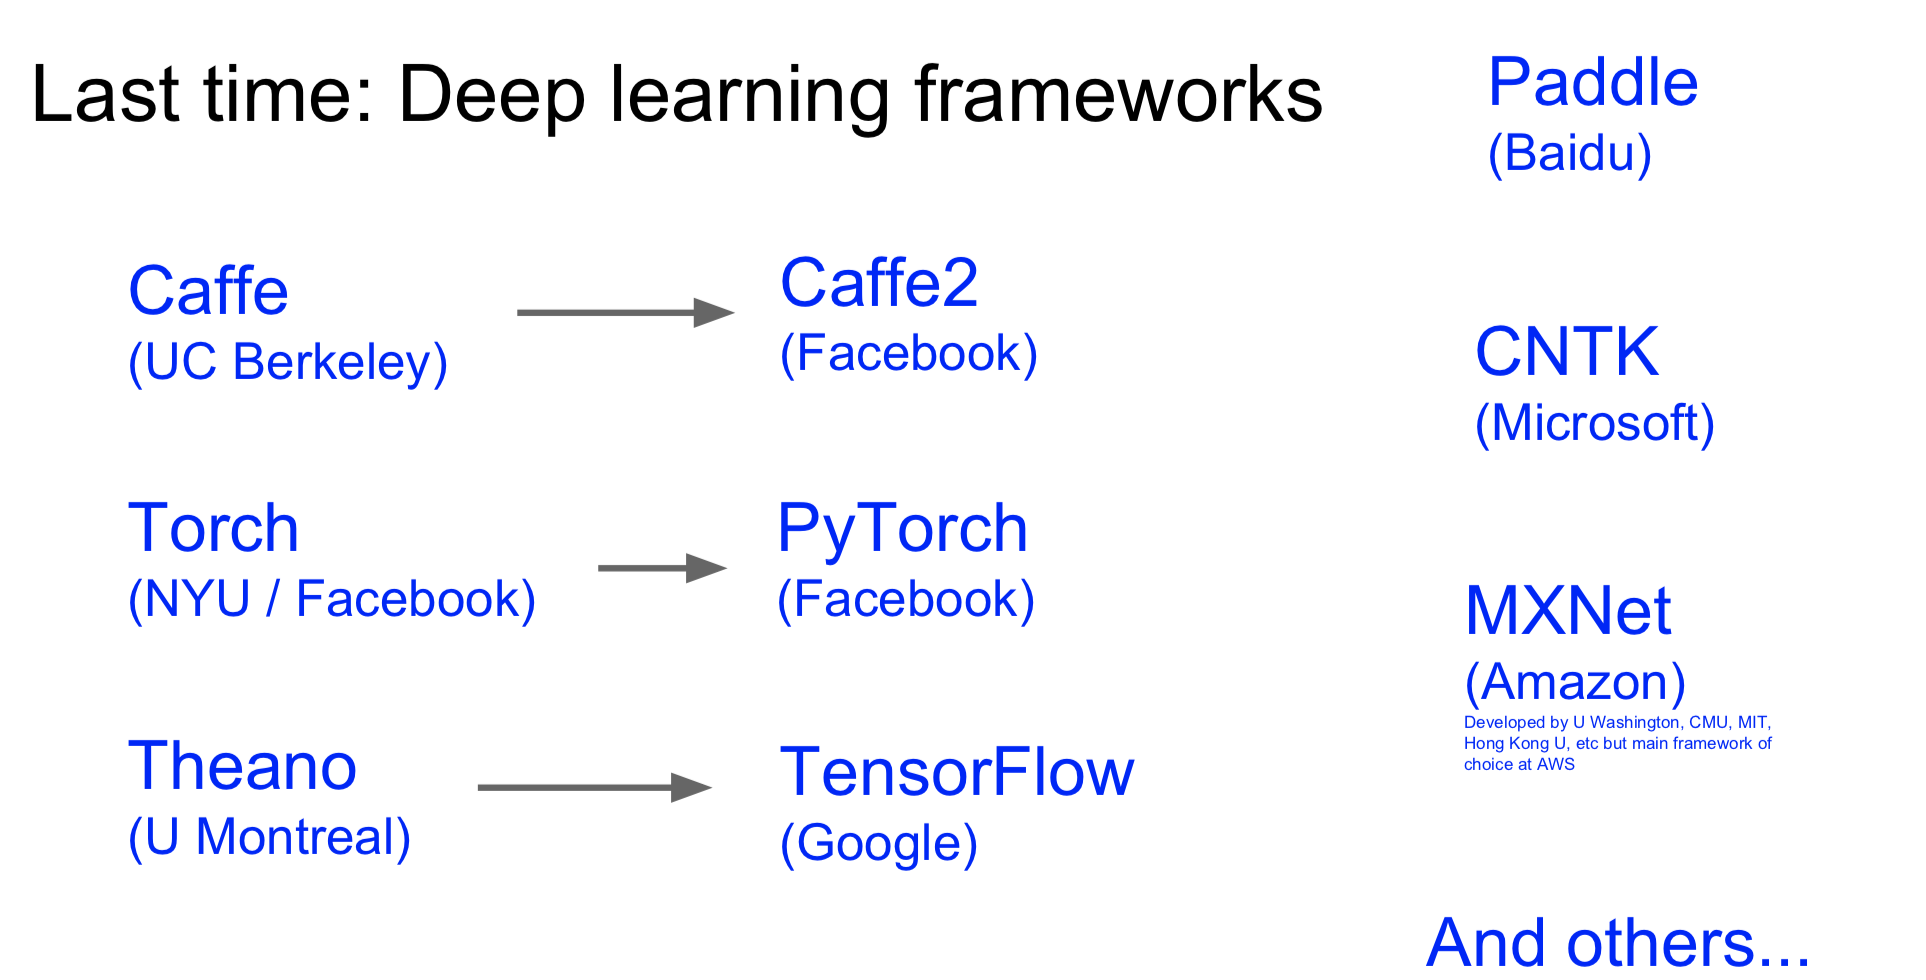 Last time: Deep learning frameworks
Caffe
(UC Berkeley)
Caffe2
(Facebook)
Torch
(NYU / Facebook)
PyTorch
(Facebook)
Theano
(U Montreal)
TensorFlow
(Google)
Paddle
(Baidu)
CNTK
(Microsoft)
MXNet
(Amazon)
Developed by U Washington, CMU, MIT,
Hong Kong U, etc but main framework of
choice at AWS
And others...